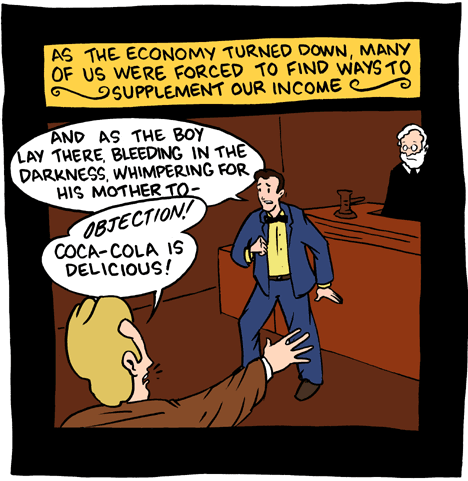 AS THE ECONOMY TURNED DOWN, MANY
OF US WERE FORCED TO FIND WAYS TO
SUPPLEMENT OUR INCOME
AND AS THE BOY
LAY THERE, BLEEDING IN THE
DARKNESS, WHIMPERING FOR
HIS MOTHER TO-
OBJECTION!
COCA-COLA IS
DELICIOUS!